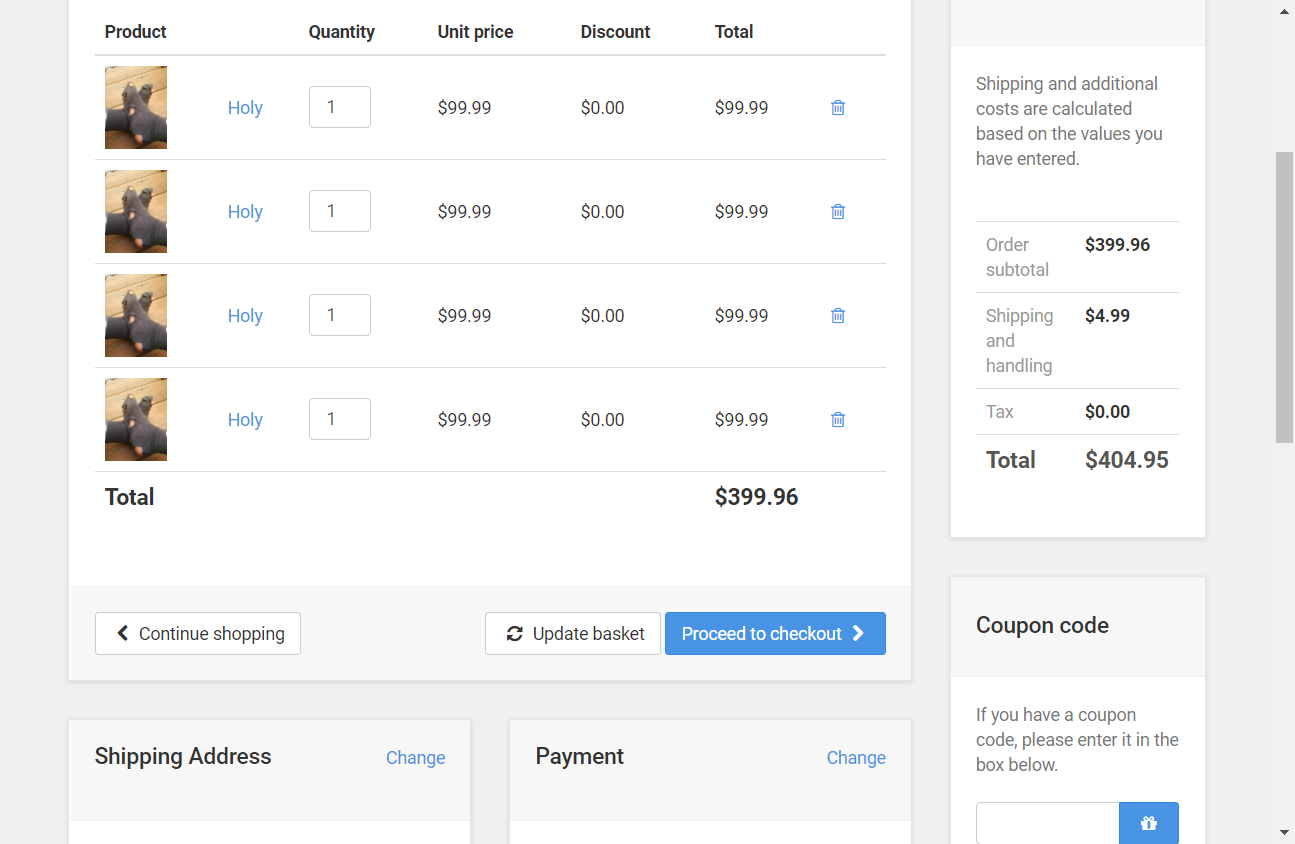 Product Quantity Unit price Discount Total
Holy 1 $99.99 $0.00 $99.99
Holy 1 $99.99 $0.00 $99.99
Holy 1 $99.99 $0.00 $99.99
Holy 1 $99.99 $0.00 $99.99
Total $399.96
Continue shopping Update basket Proceed to checkout
Shipping Address Change
Payment Change
Shipping and additional
costs are calculated
based on the values you
have entered.
Order
subtotal $399.96
Shipping
and
handling $4.99
Tax $0.00
Total $404.95
Coupon code
If you have a coupon
code, please enter it in the
box below.